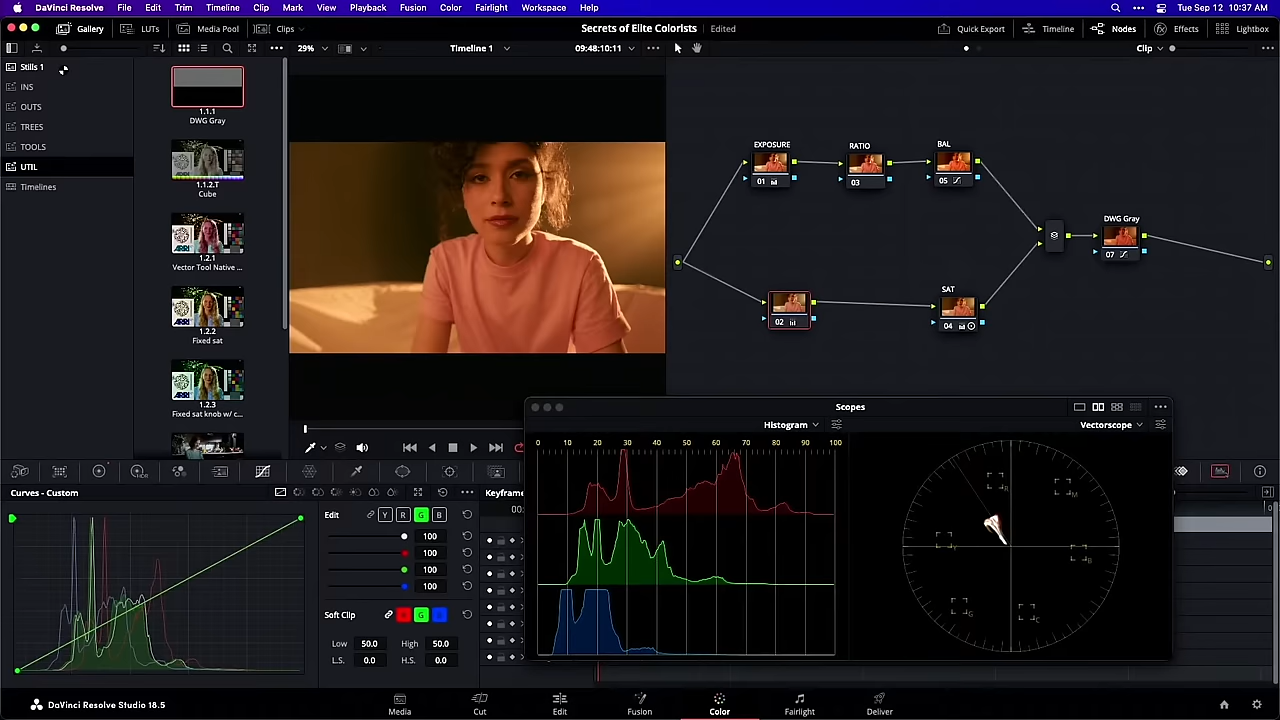 DaVinci Resolve File Edit Trim Timeline Clip Mark View Playback Fusion Color Fairlight Workspace Help Tue Sep 12 10:37 AM
Gallery LUTs Media Pool Clips Secrets of Elite Colorists Edited Quick Export Timeline Nodes Effects Lightbox
29% Timeline 1 09:48:10:11 Clip
Stills 1
INS
OUTS
TREES
TOOLS
UTIL
Timelines
1.1.1
DWG Gray
1.1.2.T
Cube
1.2.1
Vector Tool Native ...
1.2.2
Fixed sat
1.2.3
Fixed sat knob w/ c...
EXPOSURE
01
RATIO
03
BAL
05
DWG Gray
07
02
SAT
04
Scopes
Histogram
Vectorscope
0 10 20 30 40 50 60 70 80 90 100
R
M
Y
B
G
C
Curves - Custom
Edit Y R G B
100
100
100
100
Soft Clip R G B
Low 50.0 High 50.0
L.S. 0.0 H.S. 0.0
DaVinci Resolve Studio 18.5
Media Cut Edit Fusion Color Fairlight Deliver